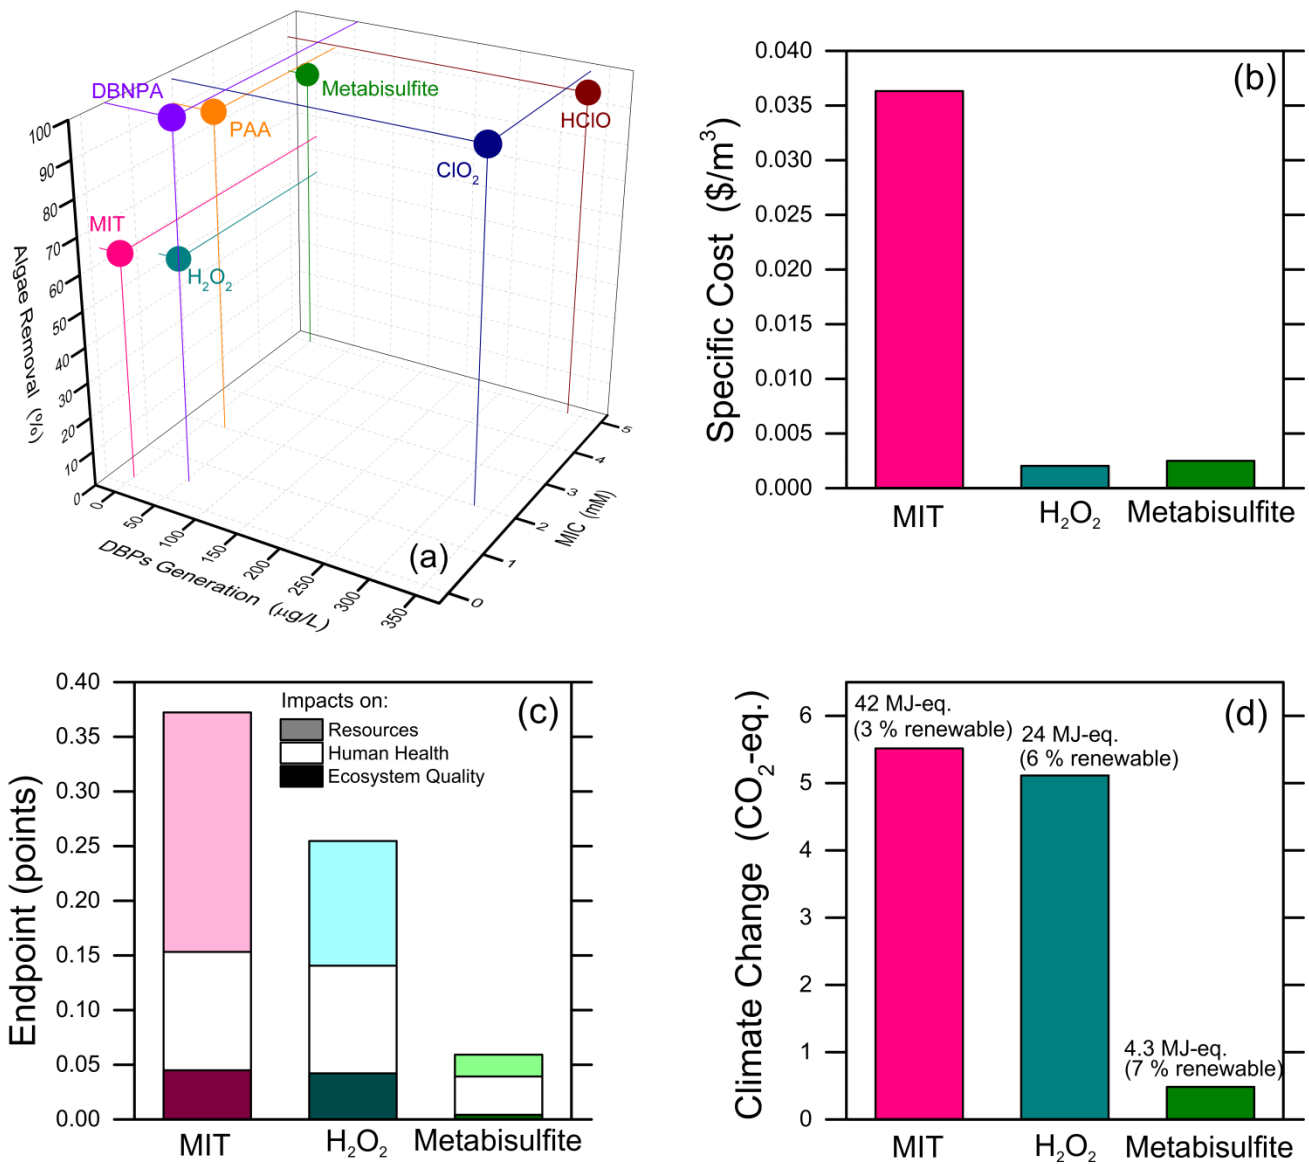 DBNPA
PAA
Metabisulfite
HClO
ClO₂
MIT
H₂O₂
Algae Removal (%)
100
90
80
70
60
50
40
30
20
10
0
0
50
100
150
200
250
300
350
DBPs Generation (μg/L)
0
1
2
3
4
5
MIC (mM)
(a)
(b)
Specific Cost ($/m³)
0.040
0.035
0.030
0.025
0.020
0.015
0.010
0.005
0.000
MIT
H₂O₂
Metabisulfite
(c)
Endpoint (points)
0.40
0.35
0.30
0.25
0.20
0.15
0.10
0.05
0.00
Impacts on:
Resources
Human Health
Ecosystem Quality
MIT
H₂O₂
Metabisulfite
(d)
Climate Change (CO₂-eq.)
6
5
4
3
2
1
0
42 MJ-eq.
(3 % renewable)
24 MJ-eq.
(6 % renewable)
4.3 MJ-eq.
(7 % renewable)
MIT
H₂O₂
Metabisulfite